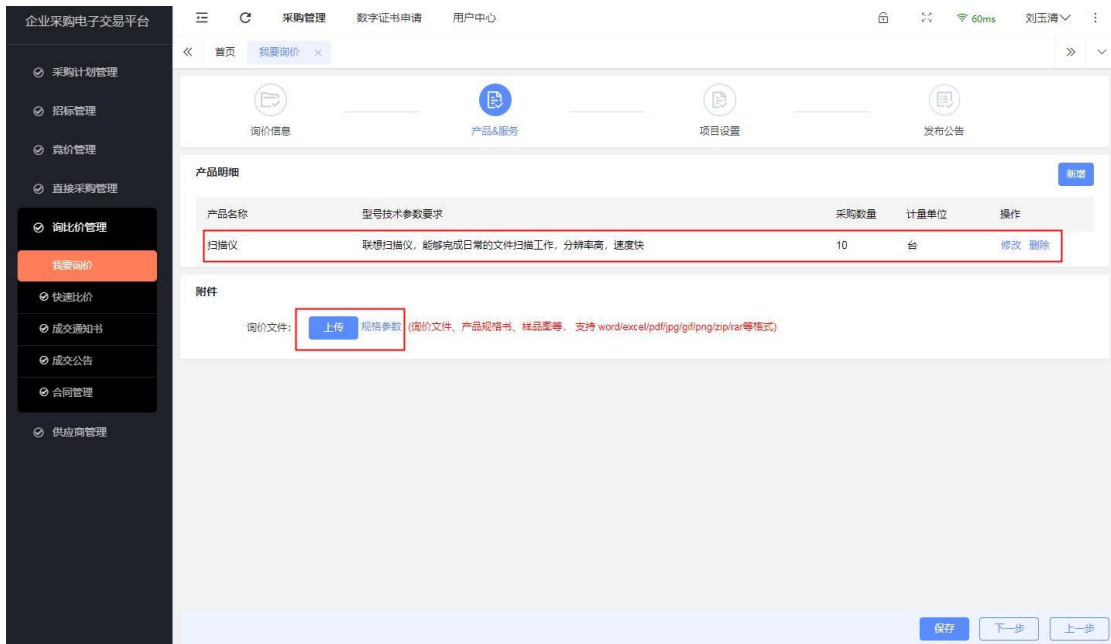 企业采购电子交易平台
采购管理 数字证书申请 用户中心 60ms 刘玉清
首页 我要询价 ×
采购计划管理
招标管理
竞价管理
直接采购管理
询比价管理
我要询价
快速比价
成交通知书
成交公告
合同管理
供应商管理
询价信息 产品&服务 项目设置 发布公告
产品明细 新增
产品名称 型号技术参数要求 采购数量 计量单位 操作
扫描仪 联想扫描仪，能够完成日常的文件扫描工作，分辨率高，速度快 10 台 修改 删除
附件
询价文件： 上传 规格参数 (询价文件、产品规格书、样品图等， 支持 word/excel/pdf/jpg/gif/png/zip/rar等格式)
保存 下一步 上一步